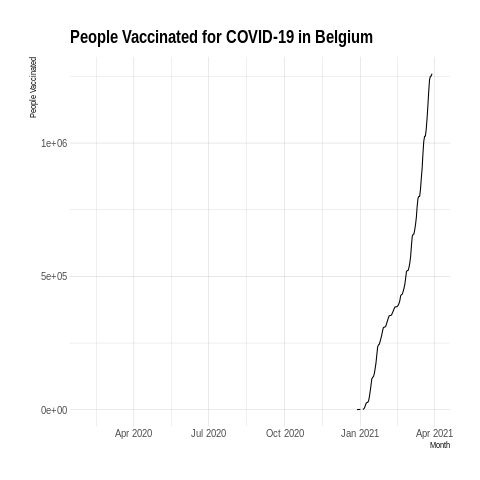 People Vaccinated for COVID-19 in Belgium
People Vaccinated
1e+06
5e+05
0e+00
Apr 2020 Jul 2020 Oct 2020 Jan 2021 Apr 2021
Month